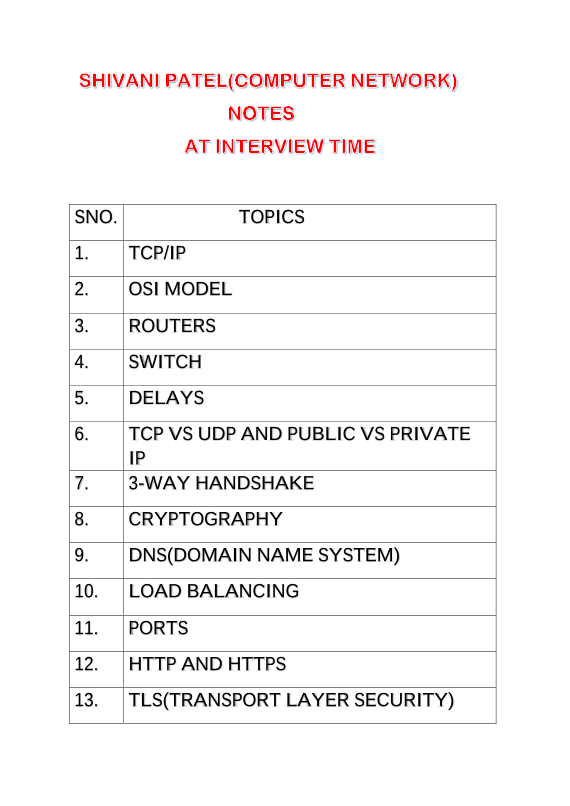 SHIVANI PATEL(COMPUTER NETWORK)
NOTES
AT INTERVIEW TIME
SNO. TOPICS
1. TCP/IP
2. OSI MODEL
3. ROUTERS
4. SWITCH
5. DELAYS
6. TCP VS UDP AND PUBLIC VS PRIVATE
IP
7. 3-WAY HANDSHAKE
8. CRYPTOGRAPHY
9. DNS(DOMAIN NAME SYSTEM)
10. LOAD BALANCING
11. PORTS
12. HTTP AND HTTPS
13. TLS(TRANSPORT LAYER SECURITY)